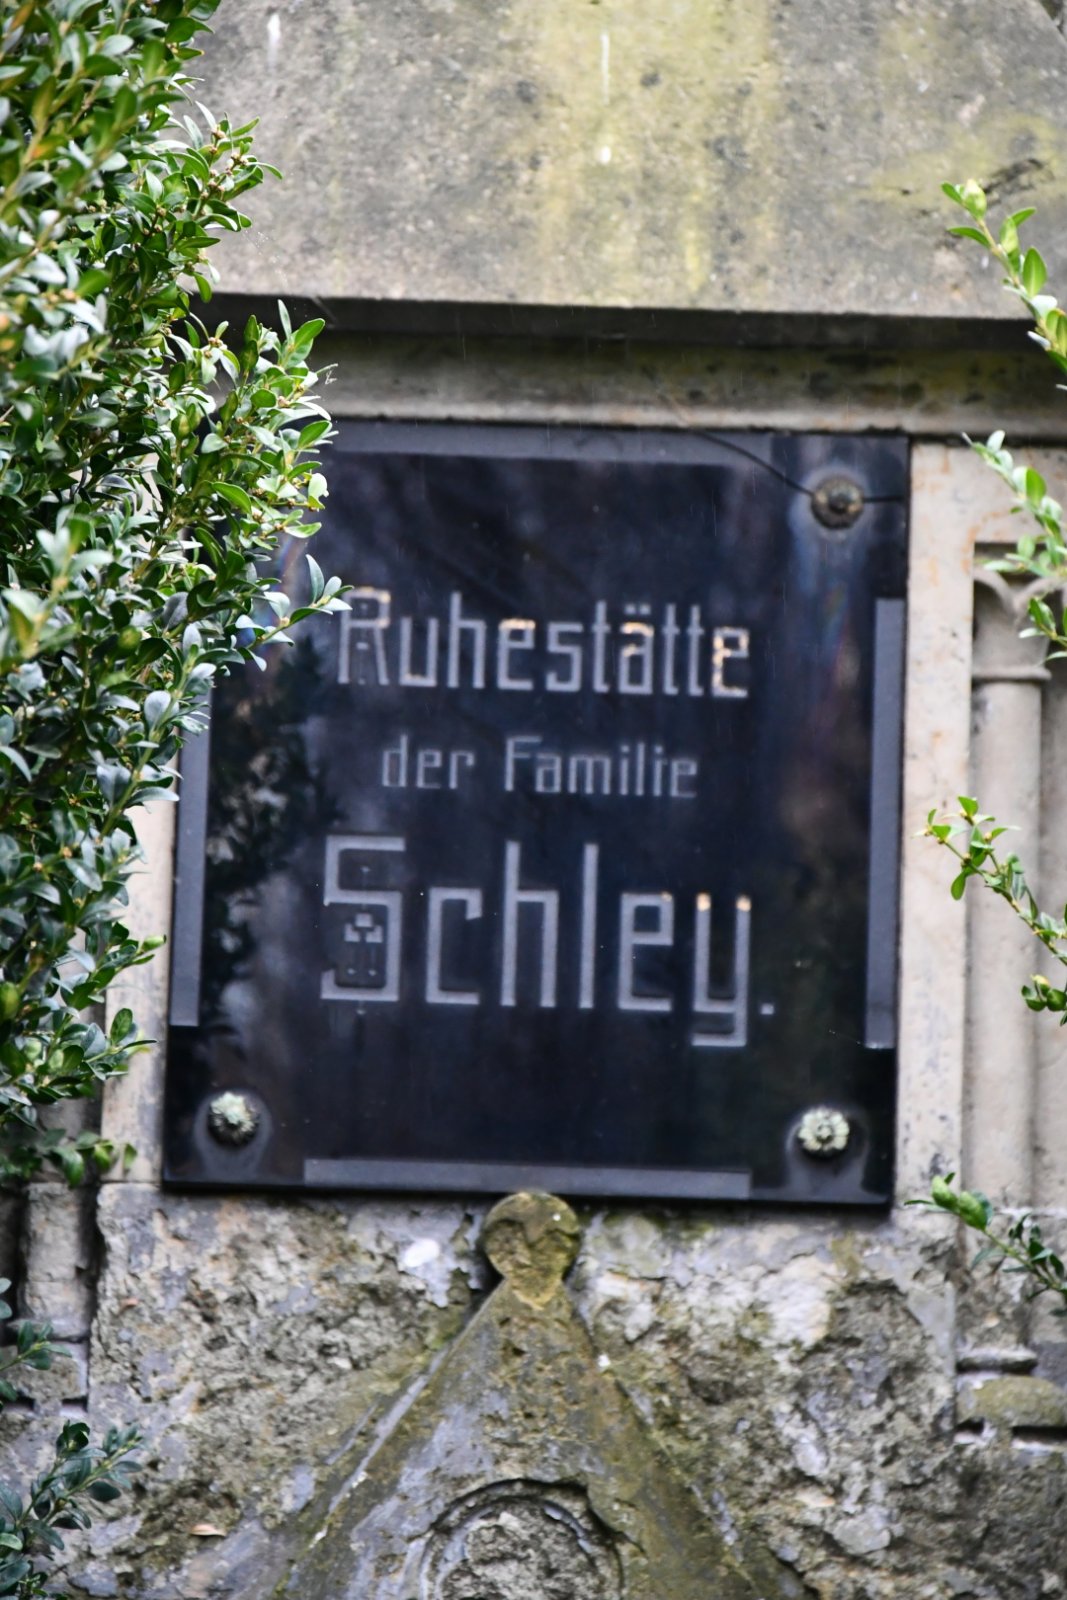 Ruhestätte
der Familie
Schley.